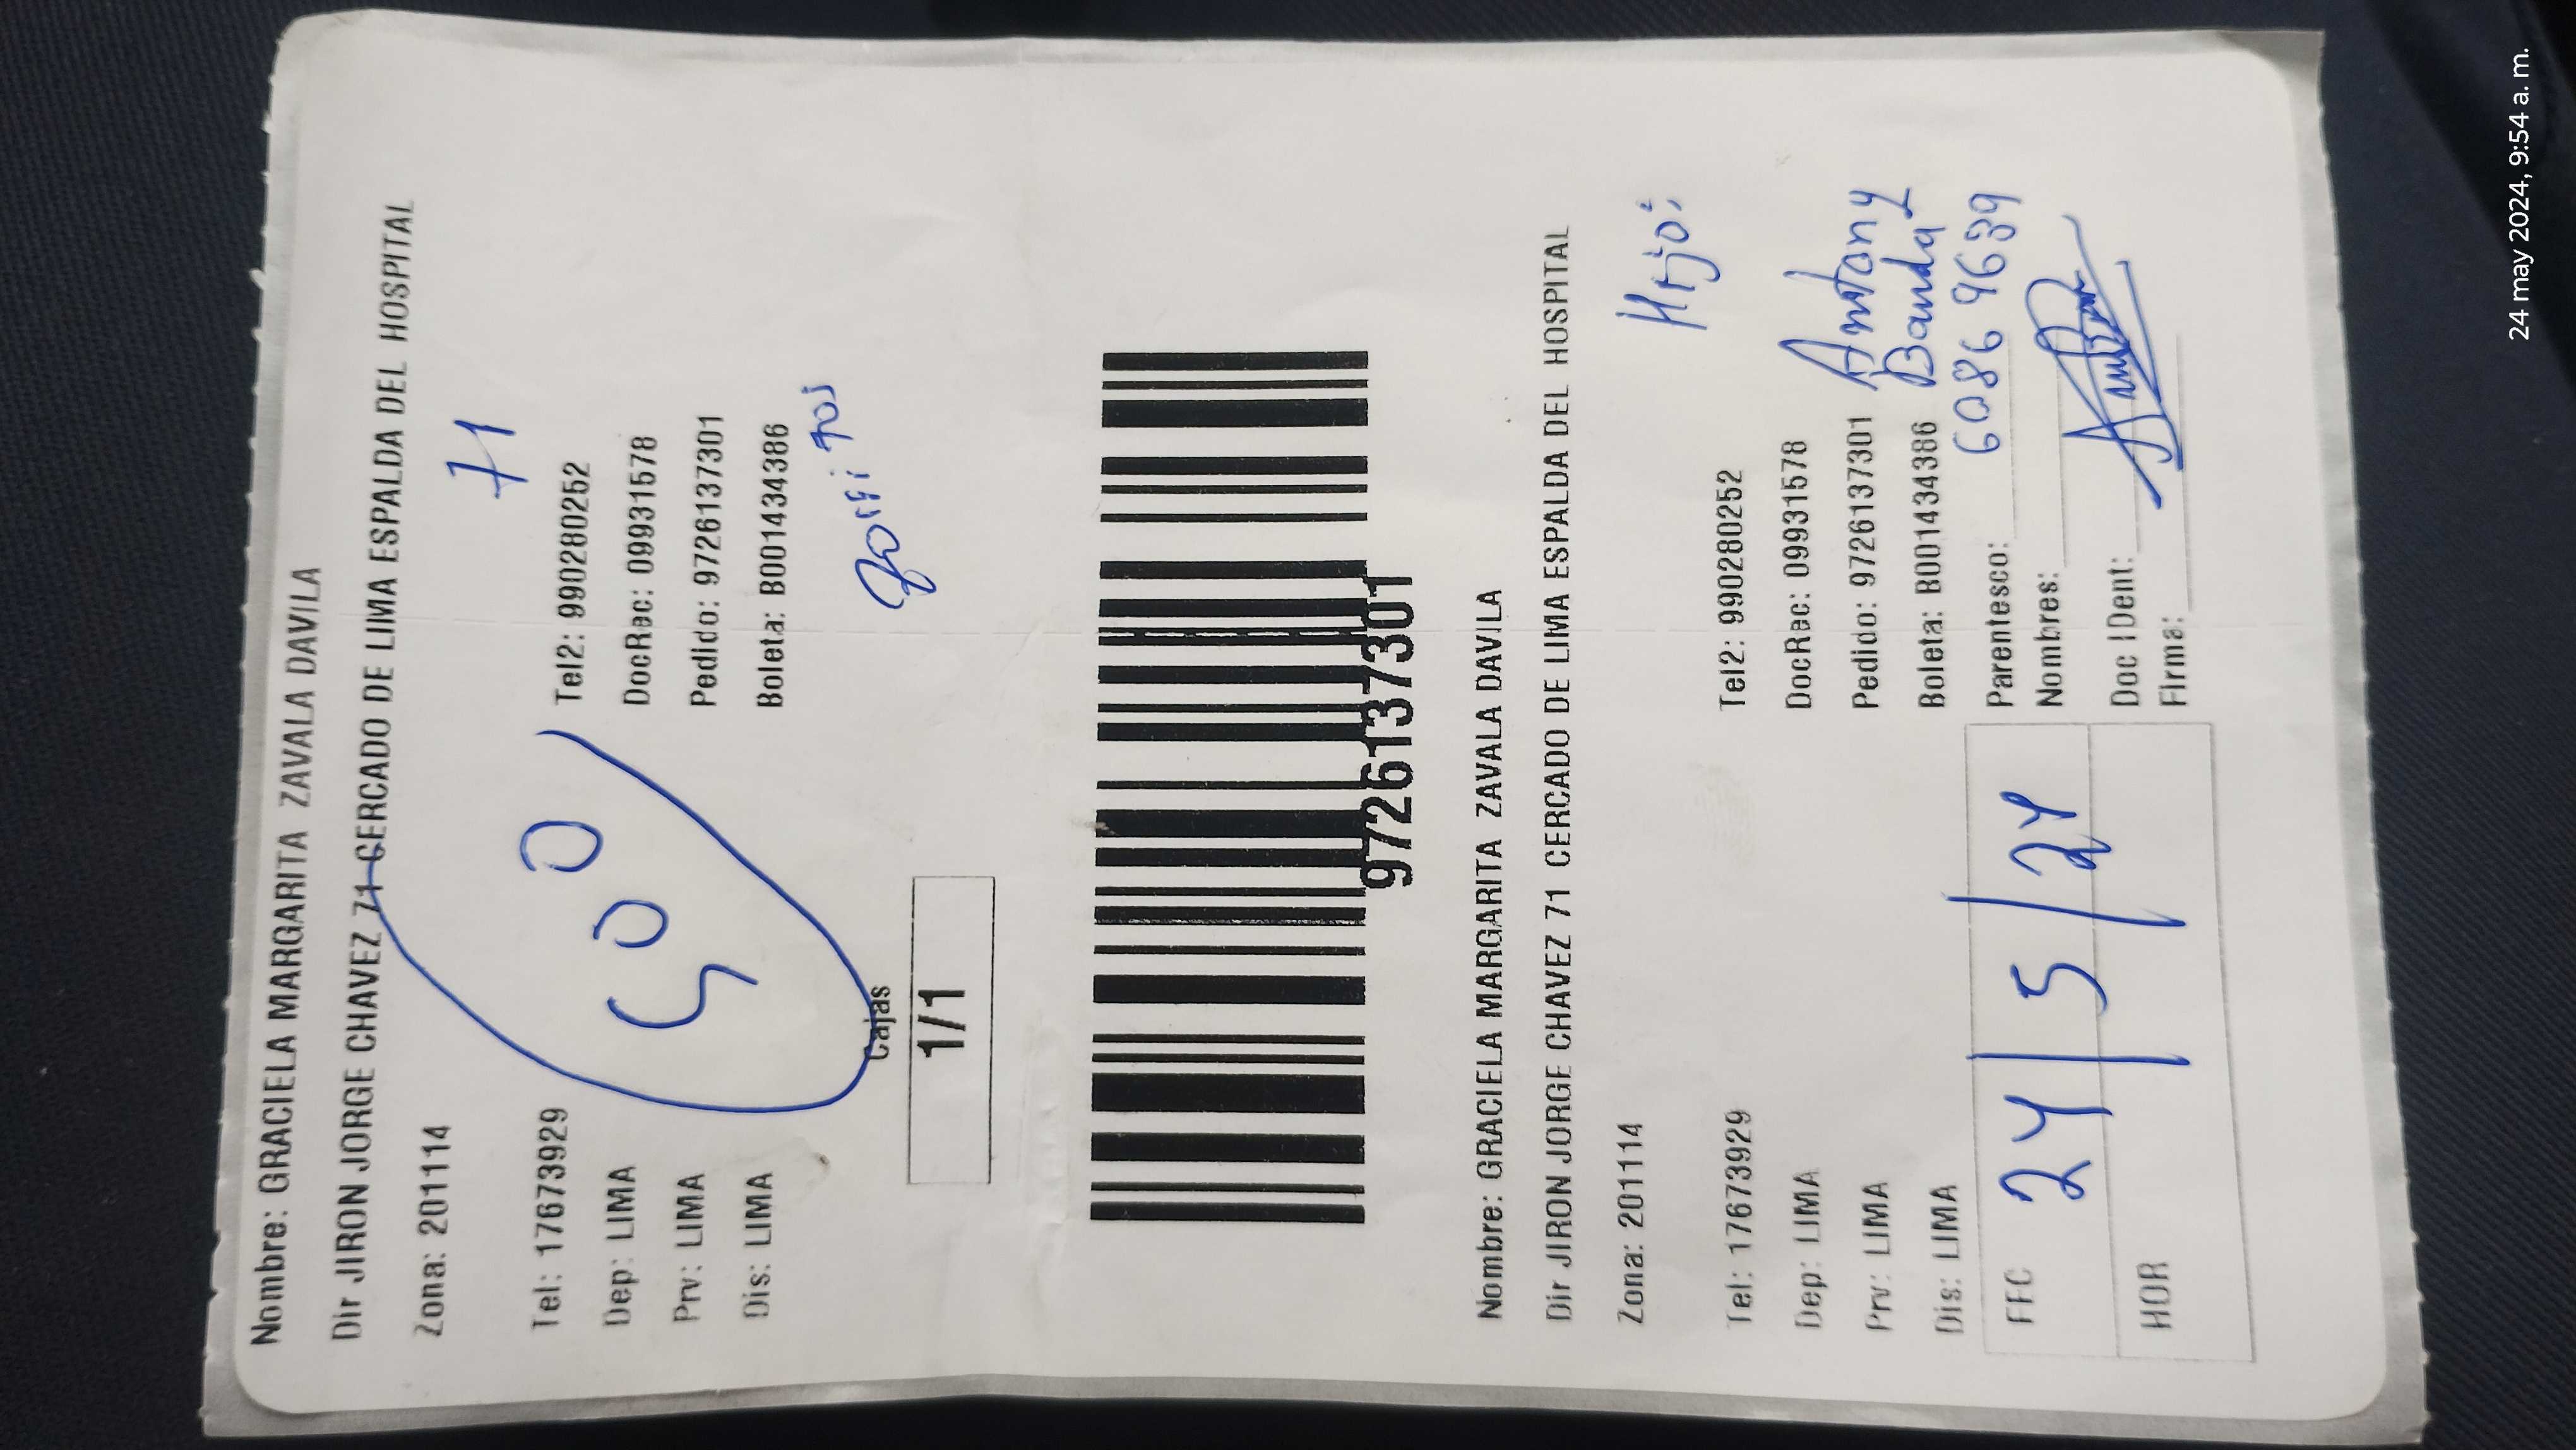 Nombre: GRACIELA MARGARITA ZAVALA DAVILA
Dir JIRON JORGE CHAVEZ 71 CERCADO DE LIMA ESPALDA DEL HOSPITAL
Zona: 201114
71
Tel: 17673929
Tel2: 990280252
Dep: LIMA
DocRec: 09931578
Prv: LIMA
Pedido: 9726137301
Dis: LIMA
Boleta: B001434386
Cajas
1/1
9726137301
Nombre: GRACIELA MARGARITA ZAVALA DAVILA
Dir JIRON JORGE CHAVEZ 71 CERCADO DE LIMA ESPALDA DEL HOSPITAL
Zona: 201114
Hijo:
Tel: 17673929
Tel2: 990280252
Dep: LIMA
DocRec: 09931578
Antony
Prv: LIMA
Pedido: 9726137301
Banda
Dis: LIMA
Boleta: B001434386
60869639
FEC 24/5/24
Parentesco:
Nombres:
HOR
Doc IDent:
Firma:
24 may 2024, 9:54 a. m.